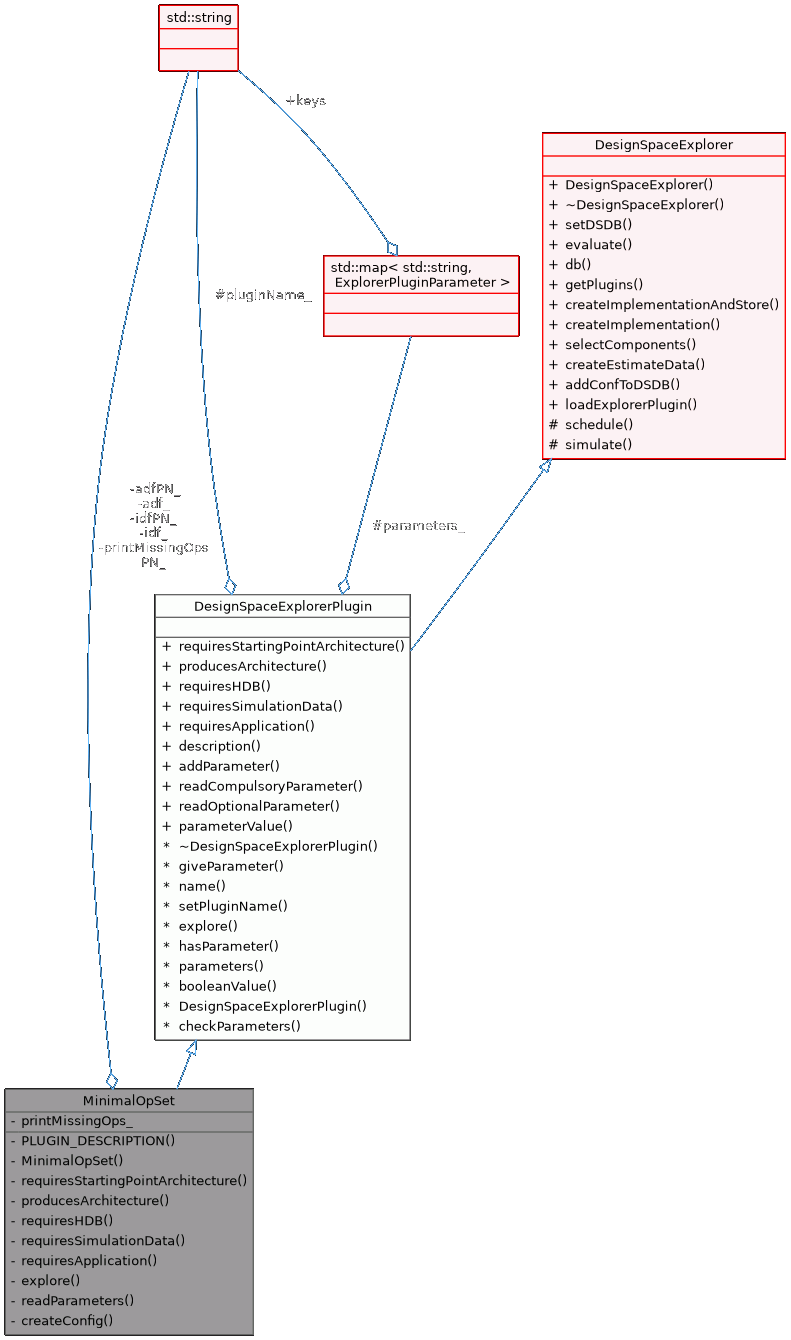 std::string
+keys
DesignSpaceExplorer
+ DesignSpaceExplorer()
+ ~DesignSpaceExplorer()
+ setDSDB()
+ evaluate()
+ db()
+ getPlugins()
+ createImplementationAndStore()
+ createImplementation()
+ selectComponents()
+ createEstimateData()
+ addConfToDSDB()
+ loadExplorerPlugin()
# schedule()
# simulate()
std::map< std::string,
ExplorerPluginParameter >
#pluginName_
-adfPN_
-adf_
-idfPN_
-idf_
-printMissingOps
PN_
#parameters_
DesignSpaceExplorerPlugin
+ requiresStartingPointArchitecture()
+ producesArchitecture()
+ requiresHDB()
+ requiresSimulationData()
+ requiresApplication()
+ description()
+ addParameter()
+ readCompulsoryParameter()
+ readOptionalParameter()
+ parameterValue()
* ~DesignSpaceExplorerPlugin()
* giveParameter()
* name()
* setPluginName()
* explore()
* hasParameter()
* parameters()
* booleanValue()
* DesignSpaceExplorerPlugin()
* checkParameters()
MinimalOpSet
- printMissingOps_
- PLUGIN_DESCRIPTION()
- MinimalOpSet()
- requiresStartingPointArchitecture()
- producesArchitecture()
- requiresHDB()
- requiresSimulationData()
- requiresApplication()
- explore()
- readParameters()
- createConfig()